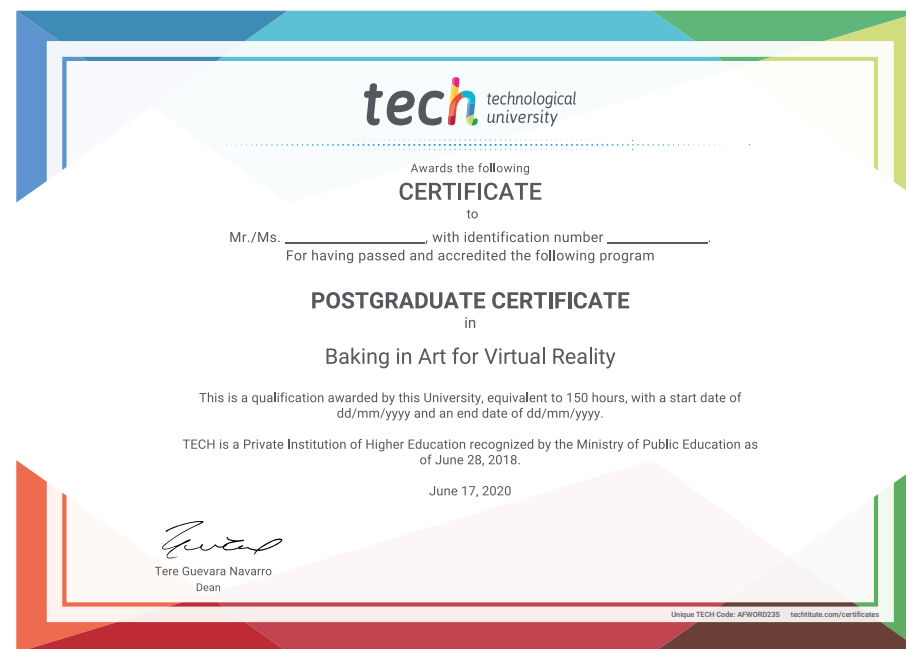 tech technological
university
Awards the following
CERTIFICATE
to
Mr./Ms. ____________________, with identification number ______________.
For having passed and accredited the following program
POSTGRADUATE CERTIFICATE
in
Baking in Art for Virtual Reality
This is a qualification awarded by this University, equivalent to 150 hours, with a start date of
dd/mm/yyyy and an end date of dd/mm/yyyy.
TECH is a Private Institution of Higher Education recognized by the Ministry of Public Education as
of June 28, 2018.
June 17, 2020
Tere Guevara Navarro
Dean
Unique TECH Code: AFWORD23S techtitute.com/certificates